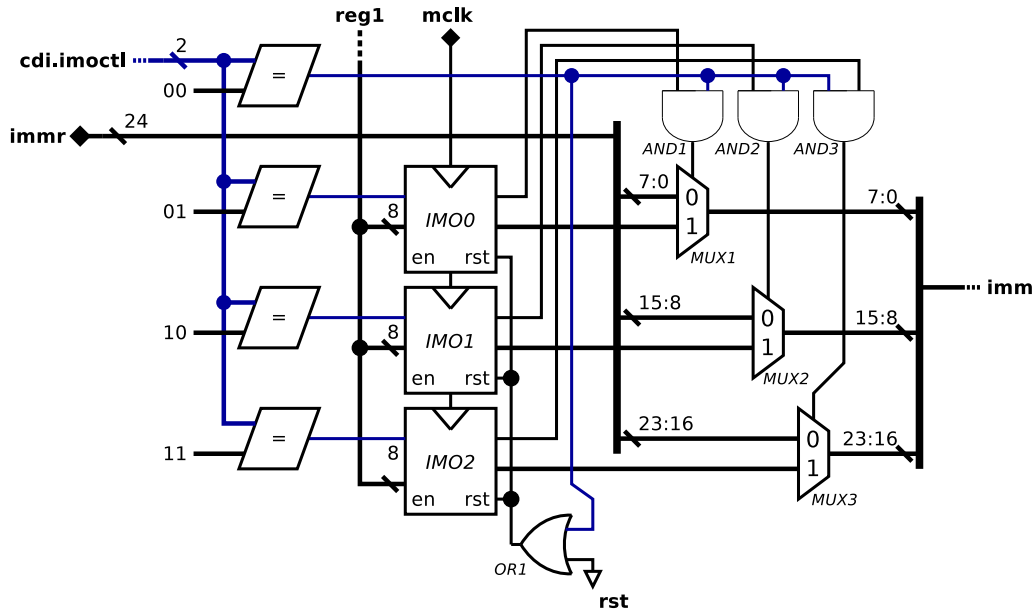 reg1
mclk
cdi.imoctl
2
=
00
immr
24
AND1
AND2
AND3
=
01
8
IMO0
en
rst
7:0
0
1
MUX1
7:0
=
10
8
IMO1
en
rst
15:8
0
1
MUX2
15:8
imm
=
11
8
IMO2
en
rst
23:16
0
1
MUX3
23:16
OR1
rst